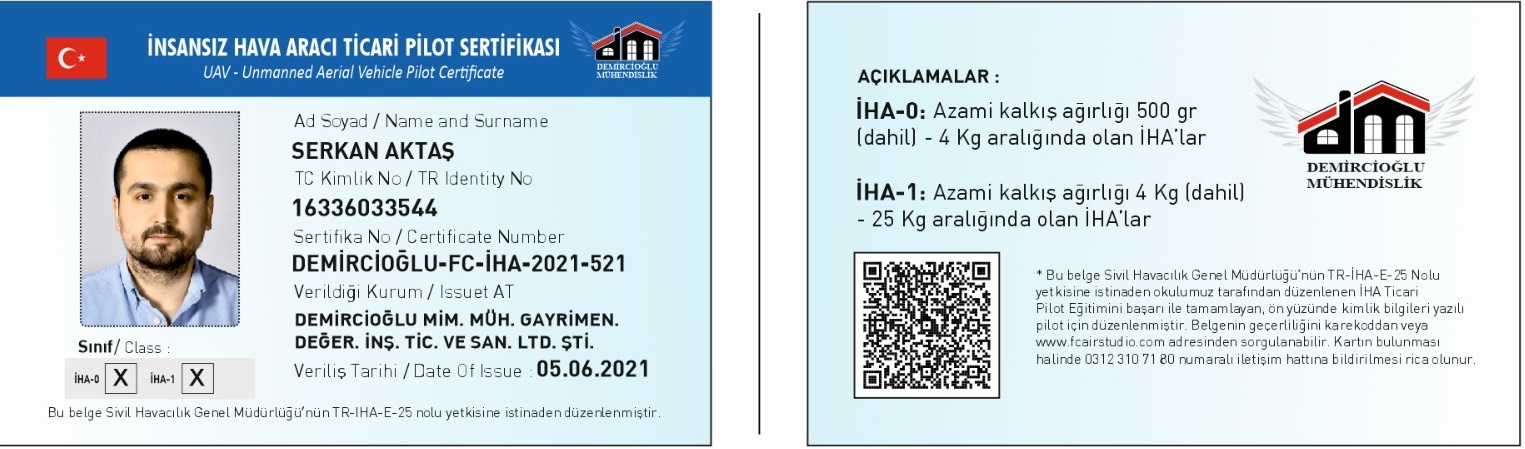 İNSANSIZ HAVA ARACI TİCARİ PİLOT SERTİFİKASI
UAV - Unmanned Aerial Vehicle Pilot Certificate
DEMİRCİOĞLU
MÜHENDİSLİK
Ad Soyad / Name and Surname
SERKAN AKTAŞ
TC Kimlik No / TR Identity No
16336033544
Sertifika No / Certificate Number
DEMİRCİOĞLU-FC-İHA-2021-521
Verildiği Kurum / Issuet AT
DEMİRCİOĞLU MİM. MÜH. GAYRİMEN.
DEĞER. İNŞ. TİC. VE SAN. LTD. ŞTİ.
Veriliş Tarihi / Date Of Issue : 05.06.2021
Sınıf/ Class :
İHA-0 X İHA-1 X
Bu belge Sivil Havacılık Genel Müdürlüğü'nün TR-IHA-E-25 nolu yetkisine istinaden düzenlenmiştir.
AÇIKLAMALAR :
İHA-0: Azami kalkış ağırlığı 500 gr
(dahil) - 4 Kg aralığında olan İHA'lar
İHA-1: Azami kalkış ağırlığı 4 Kg (dahil)
- 25 Kg aralığında olan İHA'lar
DEMİRCİOĞLU
MÜHENDİSLİK
* Bu belge Sivil Havacılık Genel Müdürlüğü'nün TR-İHA-E-25 Nolu
yetkisine istinaden okulumuz tarafından düzenlenen İHA Ticari
Pilot Eğitimini başarı ile tamamlayan, ön yüzünde kimlik bilgileri yazılı
pilot için düzenlenmiştir. Belgenin geçerliliğini karekoddan veya
www.fcairstudio.com adresinden sorgulanabilir. Kartın bulunması
halinde 0312 310 71 80 numaralı iletişim hattına bildirilmesi rica olunur.